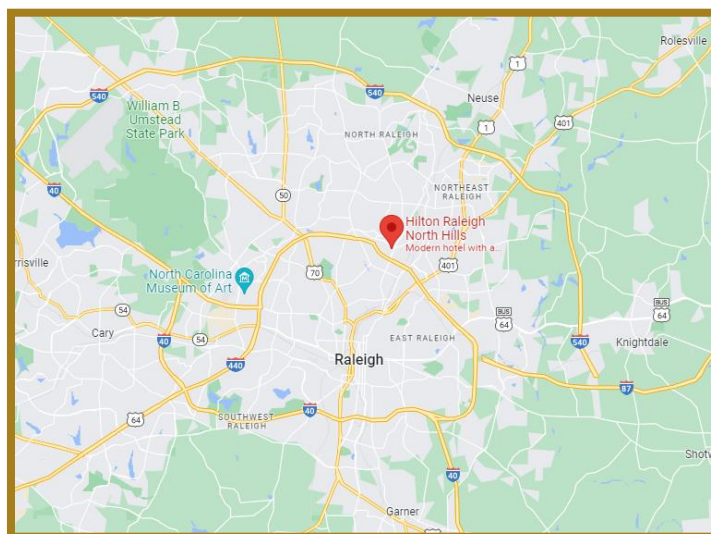 Rolesville
1
540
540
Neuse
William B.
Umstead
State Park
1
401
NORTH RALEIGH
40
50
NORTHEAST
RALEIGH
Hilton Raleigh
North Hills
Modern hotel with a...
rrisville
North Carolina
Museum of Art
70
401
54
BUS
64
BUS
64
Cary
40
54
EAST RALEIGH
540
Knightdale
Raleigh
440
87
64
SOUTHWEST
RALEIGH
40
Shotw
40
Garner